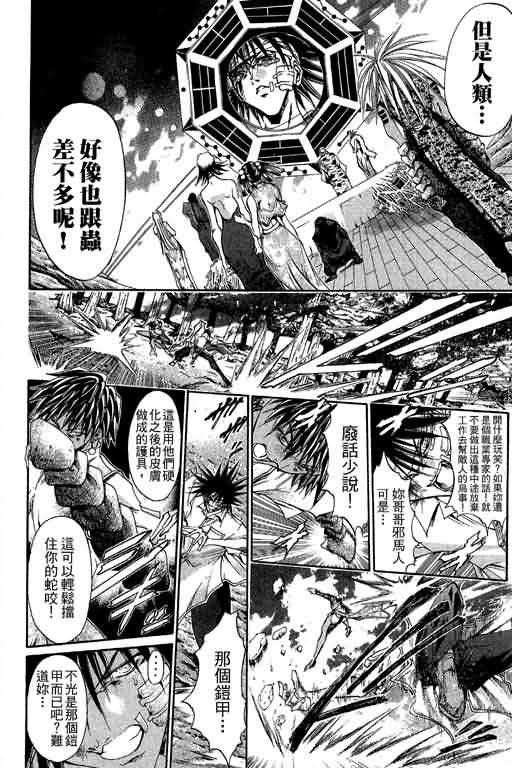 但是人類…
好像也跟蟲
差不多呢！
開什麼玩笑？如果妳還
是個職業專家的話！就
不要做出這種中途放棄
工作去幫敵人的鳥事！
妳哥哥邪馬人
可是…
廢話少說！
這是用他們硬
化之後的皮膚
做成的護具，
這可以輕鬆擋
住你的蛇咬！
那個鎧甲…
…
不光是那個鎧
甲而已吧？難
道妳…